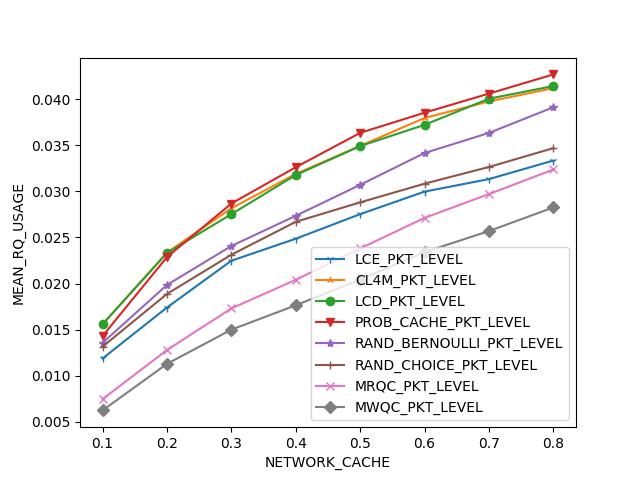 0.040
0.035
0.030
0.025
0.020
0.015
0.010
0.005
MEAN_RQ_USAGE
0.1 0.2 0.3 0.4 0.5 0.6 0.7 0.8
NETWORK_CACHE
LCE_PKT_LEVEL
CL4M_PKT_LEVEL
LCD_PKT_LEVEL
PROB_CACHE_PKT_LEVEL
RAND_BERNOULLI_PKT_LEVEL
RAND_CHOICE_PKT_LEVEL
MRQC_PKT_LEVEL
MWQC_PKT_LEVEL